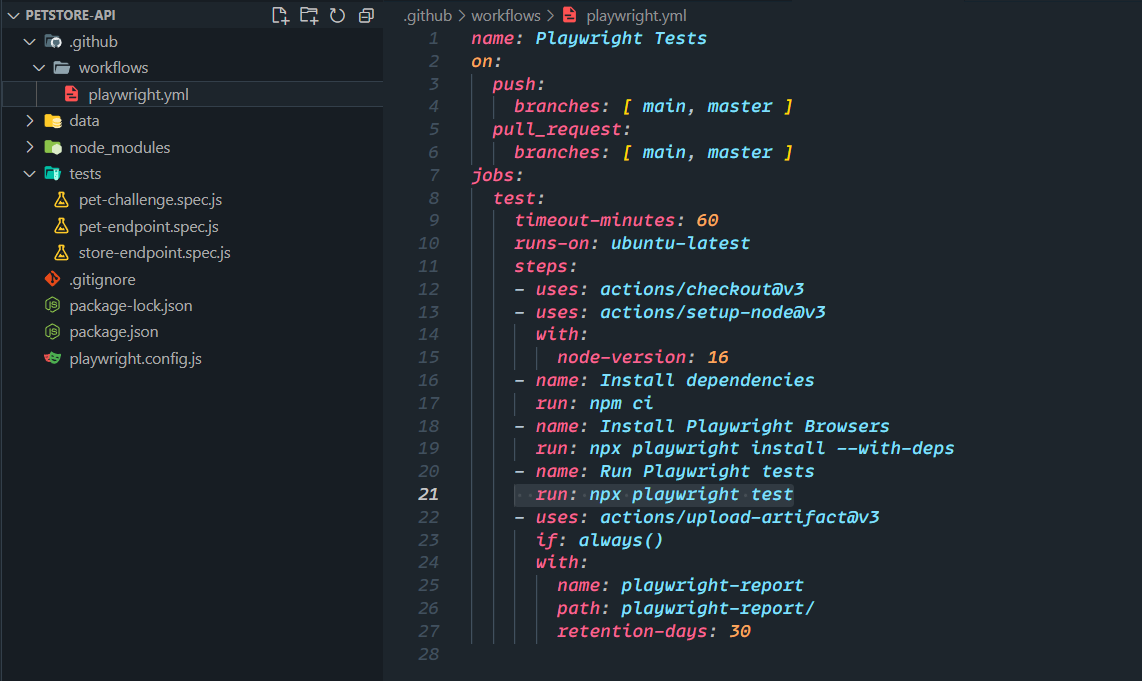 PETSTORE-API
.github
workflows
playwright.yml
data
node_modules
tests
pet-challenge.spec.js
pet-endpoint.spec.js
store-endpoint.spec.js
.gitignore
package-lock.json
package.json
playwright.config.js
.github > workflows > playwright.yml
1 name: Playwright Tests
2 on:
3   push:
4     branches: [ main, master ]
5   pull_request:
6     branches: [ main, master ]
7 jobs:
8   test:
9     timeout-minutes: 60
10     runs-on: ubuntu-latest
11     steps:
12     - uses: actions/checkout@v3
13     - uses: actions/setup-node@v3
14       with:
15         node-version: 16
16     - name: Install dependencies
17       run: npm ci
18     - name: Install Playwright Browsers
19       run: npx playwright install --with-deps
20     - name: Run Playwright tests
21       run: npx playwright test
22     - uses: actions/upload-artifact@v3
23       if: always()
24       with:
25         name: playwright-report
26         path: playwright-report/
27         retention-days: 30
28